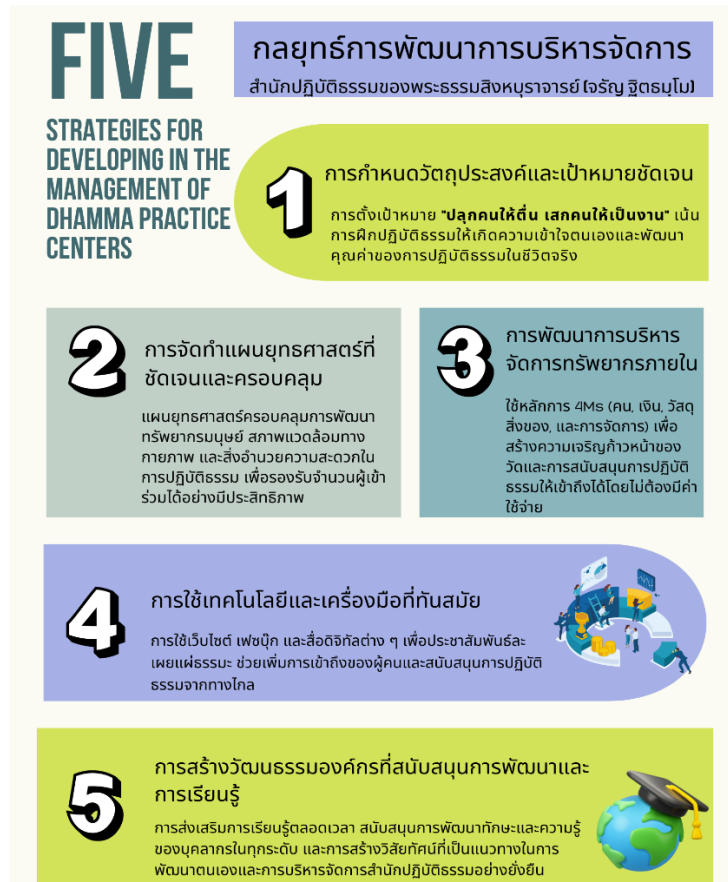 FIVE
STRATEGIES FOR
DEVELOPING IN THE
MANAGEMENT OF
DHAMMA PRACTICE
CENTERS
กลยุทธ์การพัฒนาการบริหารจัดการ
สำนักปฏิบัติธรรมของพระธรรมสิงหบุราจารย์ (จรัญ ฐิตธมฺโม)
1
การกำหนดวัตถุประสงค์และเป้าหมายชัดเจน
การตั้งเป้าหมาย "ปลุกคนให้ตื่น เสกคนให้เป็นงาน" เน้น
การฝึกปฏิบัติธรรมให้เกิดความเข้าใจตนเองและพัฒนา
คุณค่าของการปฏิบัติธรรมในชีวิตจริง
2
การจัดทำแผนยุทธศาสตร์ที่
ชัดเจนและครอบคลุม
แผนยุทธศาสตร์ครอบคลุมการพัฒนา
ทรัพยากรมนุษย์ สภาพแวดล้อมทาง
กายภาพ และสิ่งอำนวยความสะดวกใน
การปฏิบัติธรรม เพื่อรองรับจำนวนผู้เข้า
ร่วมได้อย่างมีประสิทธิภาพ
3
การพัฒนาการบริหาร
จัดการทรัพยากรภายใน
ใช้หลักการ 4Ms (คน, เงิน, วัสดุ
สิ่งของ, และการจัดการ) เพื่อ
สร้างความเจริญก้าวหน้าของ
วัดและการสนับสนุนการปฏิบัติ
ธรรมให้เข้าถึงได้โดยไม่ต้องมีค่า
ใช้จ่าย
4
การใช้เทคโนโลยีและเครื่องมือที่ทันสมัย
การใช้เว็บไซต์ เฟซบุ๊ก และสื่อดิจิทัลต่าง ๆ เพื่อประชาสัมพันธ์ละ
เผยแผ่ธรรมะ ช่วยเพิ่มการเข้าถึงของผู้คนและสนับสนุนการปฏิบัติ
ธรรมจากทางไกล
5
การสร้างวัฒนธรรมองค์กรที่สนับสนุนการพัฒนาและ
การเรียนรู้
การส่งเสริมการเรียนรู้ตลอดเวลา สนับสนุนการพัฒนาทักษะและความรู้
ของบุคลากรในทุกระดับ และการสร้างวิสัยทัศน์ที่เป็นแนวทางในการ
พัฒนาตนเองและการบริหารจัดการสำนักปฏิบัติธรรมอย่างยั่งยืน